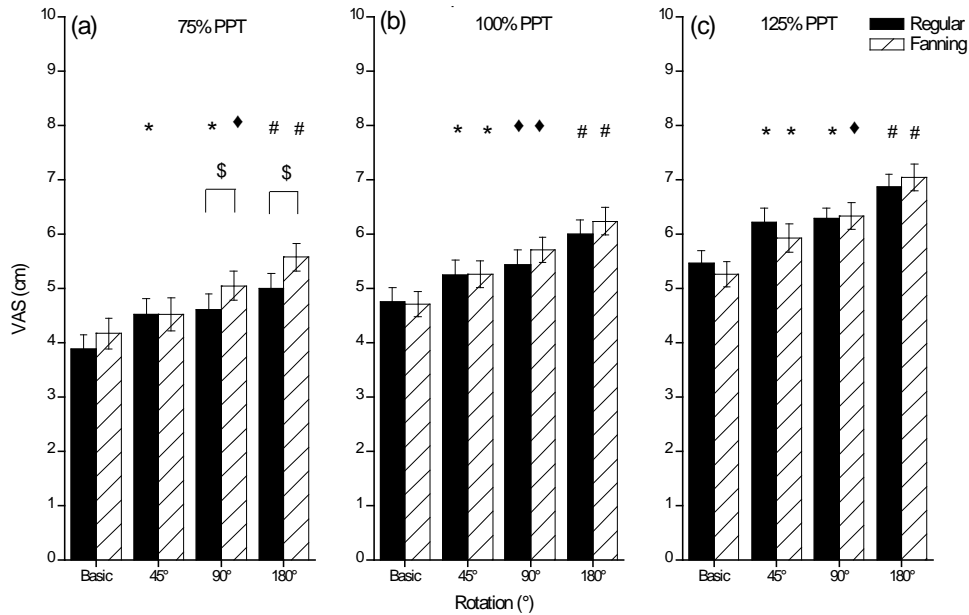 (a) 75% PPT
(b) 100% PPT
(c) 125% PPT
Regular
Fanning
* * ♦ # #
* * ♦ ♦ # #
* * * ♦ # #
$ $
VAS (cm)
10
9
8
7
6
5
4
3
2
1
0
10
9
8
7
6
5
4
3
2
1
0
10
9
8
7
6
5
4
3
2
1
0
Basic 45° 90° 180°
Basic 45° 90° 180°
Basic 45° 90° 180°
Rotation (°)